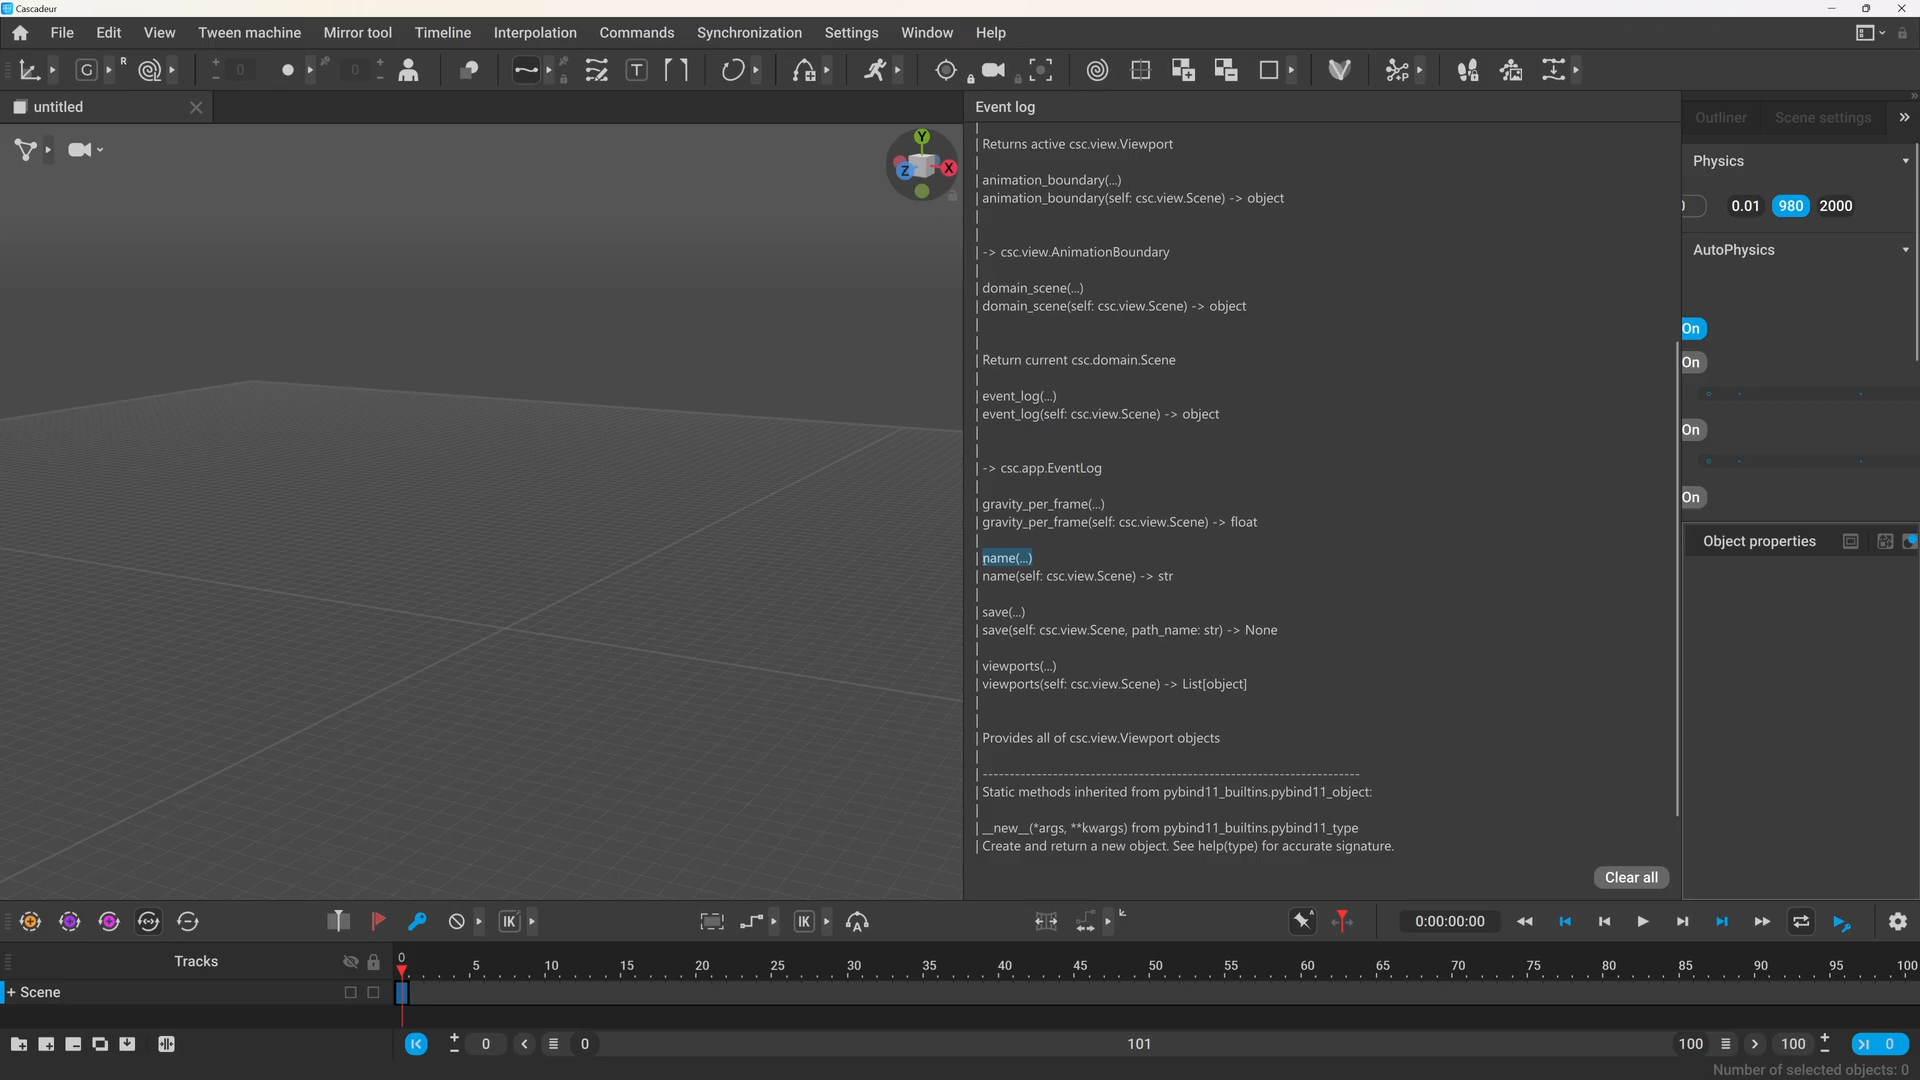 Cascadeur
File Edit View Tween machine Mirror tool Timeline Interpolation Commands Synchronization Settings Window Help
G R 0 0 T
untitled
Event log
Outliner Scene settings
Returns active csc.view.Viewport
animation_boundary(...)
animation_boundary(self: csc.view.Scene) -> object
-> csc.view.AnimationBoundary
domain_scene(...)
domain_scene(self: csc.view.Scene) -> object
Return current csc.domain.Scene
event_log(...)
event_log(self: csc.view.Scene) -> object
-> csc.app.EventLog
gravity_per_frame(...)
gravity_per_frame(self: csc.view.Scene) -> float
name(...)
name(self: csc.view.Scene) -> str
save(...)
save(self: csc.view.Scene, path_name: str) -> None
viewports(...)
viewports(self: csc.view.Scene) -> List[object]
Provides all of csc.view.Viewport objects
----------------------------------------------------------------------
Static methods inherited from pybind11_builtins.pybind11_object:
__new__(*args, **kwargs) from pybind11_builtins.pybind11_type
Create and return a new object. See help(type) for accurate signature.
Clear all
Y
Z X
Physics
0.01 980 2000
AutoPhysics
On
On
On
On
Object properties
IK IK 0:00:00:00
Tracks
0 5 10 15 20 25 30 35 40 45 50 55 60 65 70 75 80 85 90 95 100
+ Scene
0 0 101 100 100 0
Number of selected objects: 0